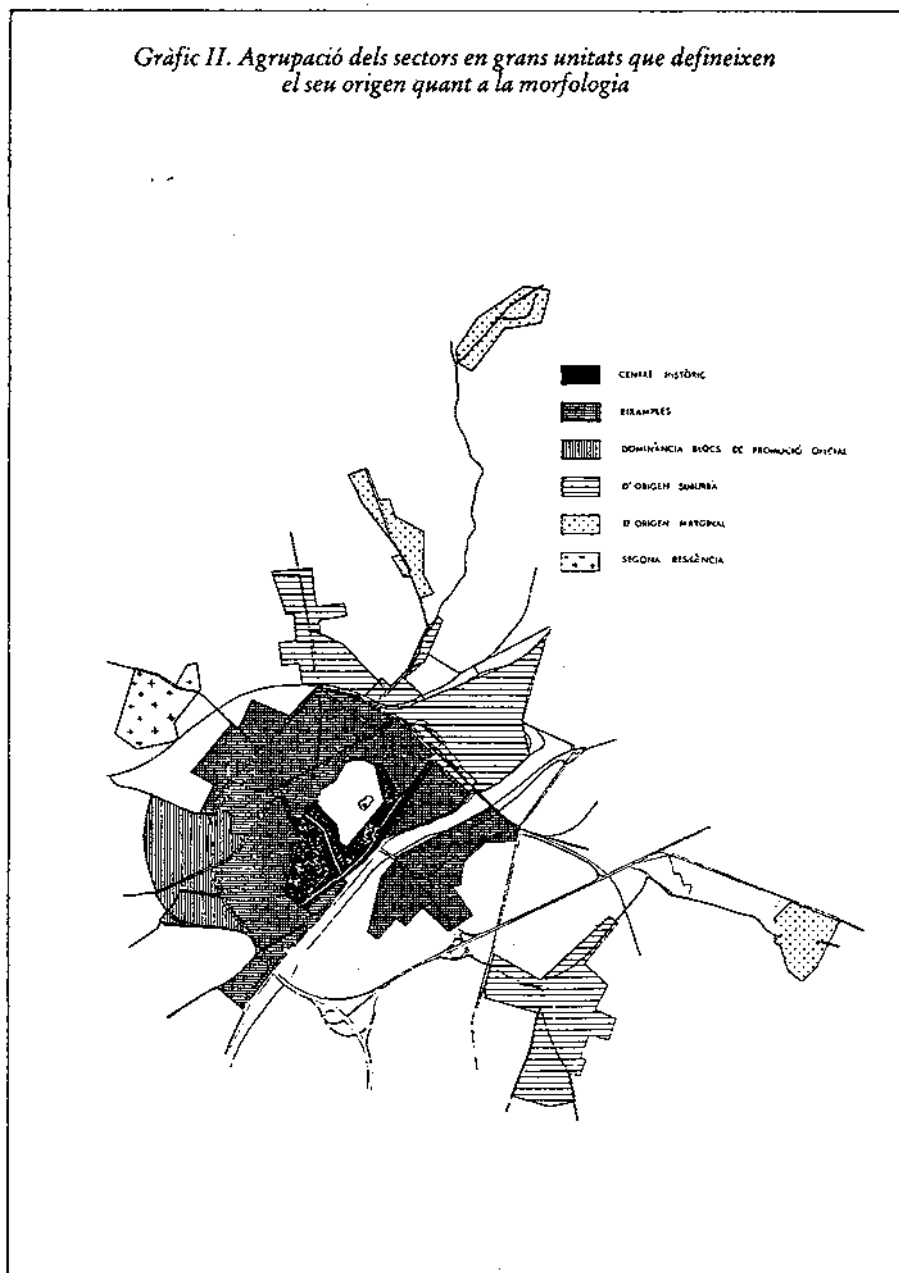 Gràfic II. Agrupació dels sectors en grans unitats que defineixen
el seu origen quant a la morfologia
CENTRE HISTÒRIC
EIXAMPLES
DOMINÀNCIA BLOCS DE PROMOCIÓ OFICIAL
D'ORIGEN SUBURBÀ
D'ORIGEN MARGINAL
SEGONA RESIDÈNCIA